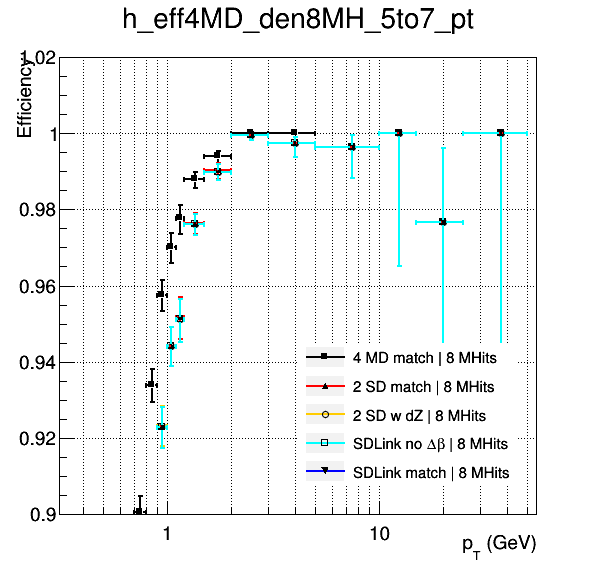 h_eff4MD_den8MH_5to7_pt
Efficiency
1.02
1
0.98
0.96
0.94
0.92
0.9
4 MD match | 8 MHits
2 SD match | 8 MHits
2 SD w dZ | 8 MHits
SDLink no Δβ | 8 MHits
SDLink match | 8 MHits
1 10
p_T (GeV)